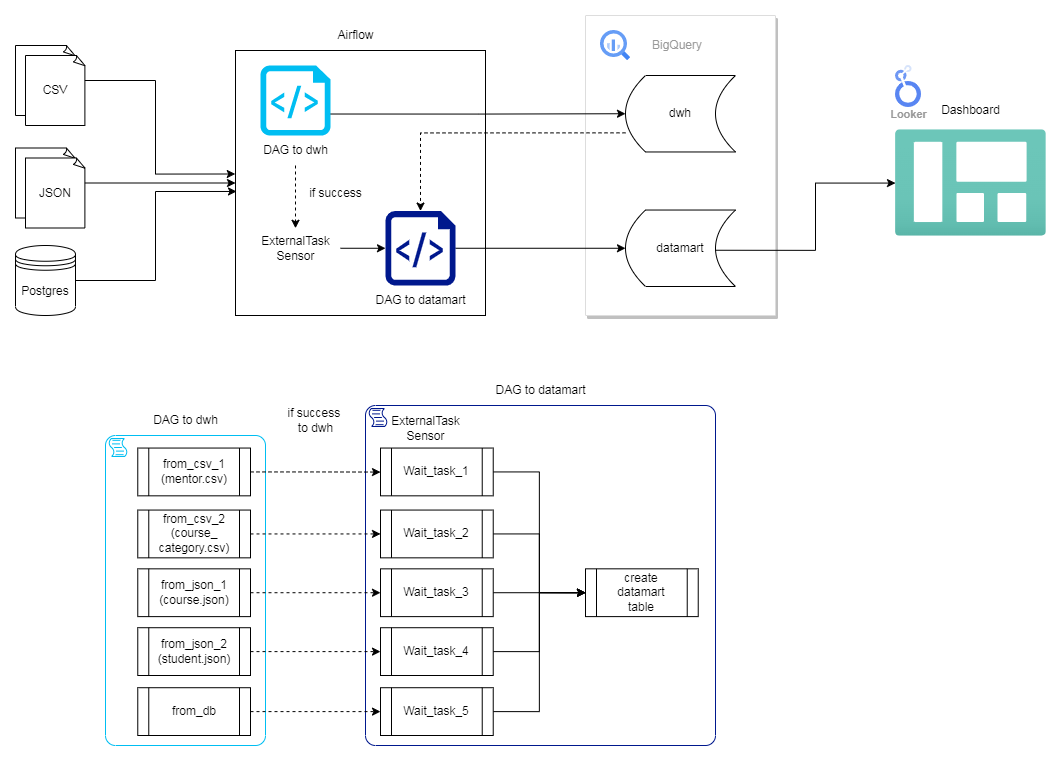 Airflow
BigQuery
CSV
</>
DAG to dwh
dwh
Looker
Dashboard
JSON
if success
ExternalTask
Sensor
</>
datamart
Postgres
DAG to datamart
DAG to datamart
DAG to dwh
if success
to dwh
ExternalTask
Sensor
from_csv_1
(mentor.csv)
Wait_task_1
from_csv_2
(course_
category.csv)
Wait_task_2
from_json_1
(course.json)
Wait_task_3
create
datamart
table
from_json_2
(student.json)
Wait_task_4
from_db
Wait_task_5